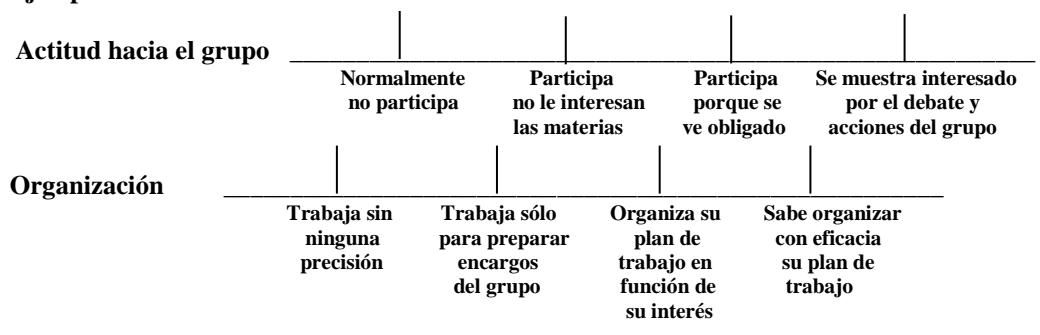 Actitud hacia el grupo
Normalmente
no participa
Participa
no le interesan
las materias
Participa
porque se
ve obligado
Se muestra interesado
por el debate y
acciones del grupo
Organización
Trabaja sin
ninguna
precisión
Trabaja sólo
para preparar
encargos
del grupo
Organiza su
plan de
trabajo en
función de
su interés
Sabe organizar
con eficacia
su plan de
trabajo